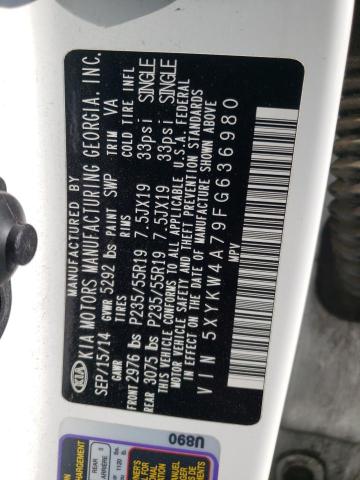 KIA
KIA MOTORS MANUFACTURING GEORGIA, INC.
SEP/15/14 GVWR 5292 lbs PAINT SWP TRIM VA
GAWR TIRES RIMS COLD TIRE INFL
FRONT 2976 lbs P235/55R19 7.5JX19 33psi SINGLE
REAR 3075 lbs P235/55R19 7.5JX19 33psi SINGLE
THIS VEHICLE CONFORMS TO ALL APPLICABLE U.S.A. FEDERAL
MOTOR VEHICLE SAFETY AND THEFT PREVENTION STANDARDS
IN EFFECT ON THE DATE OF MANUFACTURE SHOWN ABOVE
VIN 5XYKW4A79FG636980
MPV
U890
REAR
ARRIÈRE